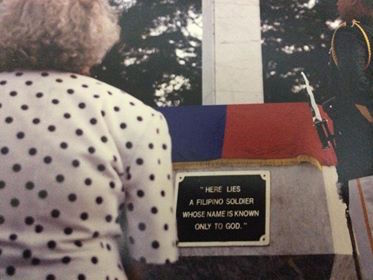 "HERE LIES
A FILIPINO SOLDIER
WHOSE NAME IS KNOWN
ONLY TO GOD."